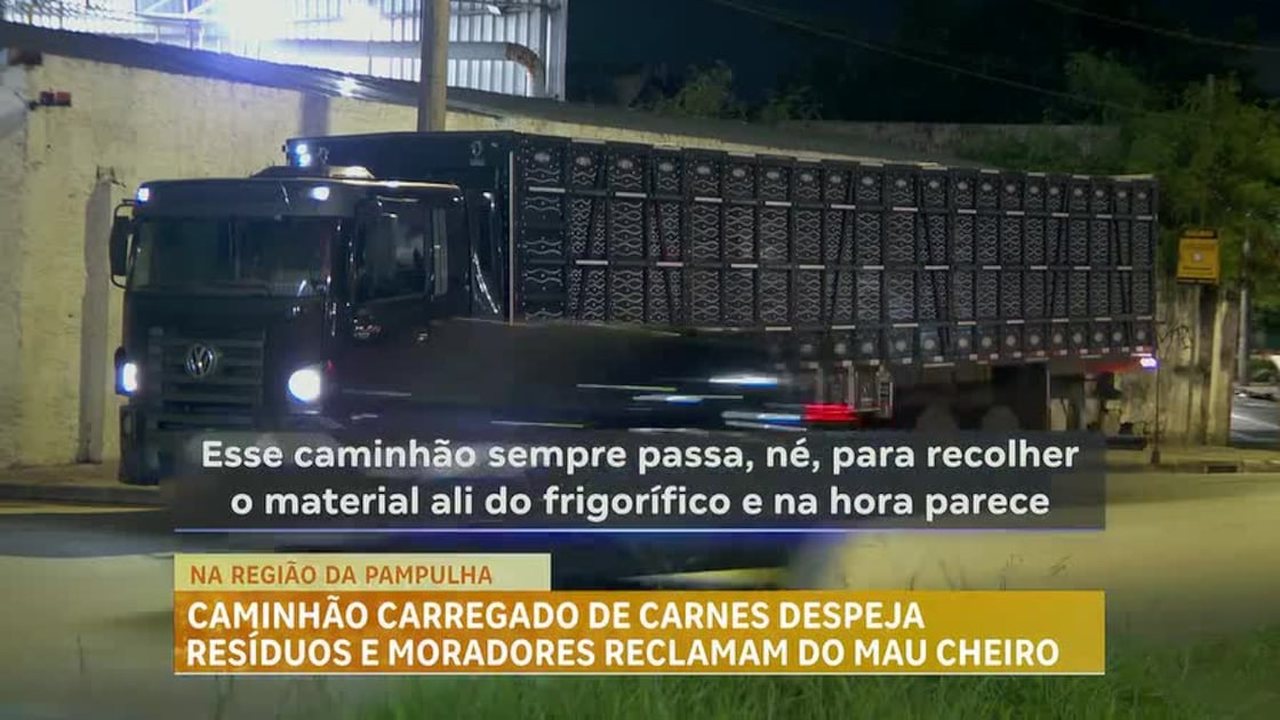 Esse caminhão sempre passa, né, para recolher
o material ali do frigorífico e na hora parece
NA REGIÃO DA PAMPULHA
CAMINHÃO CARREGADO DE CARNES DESPEJA
RESÍDUOS E MORADORES RECLAMAM DO MAU CHEIRO